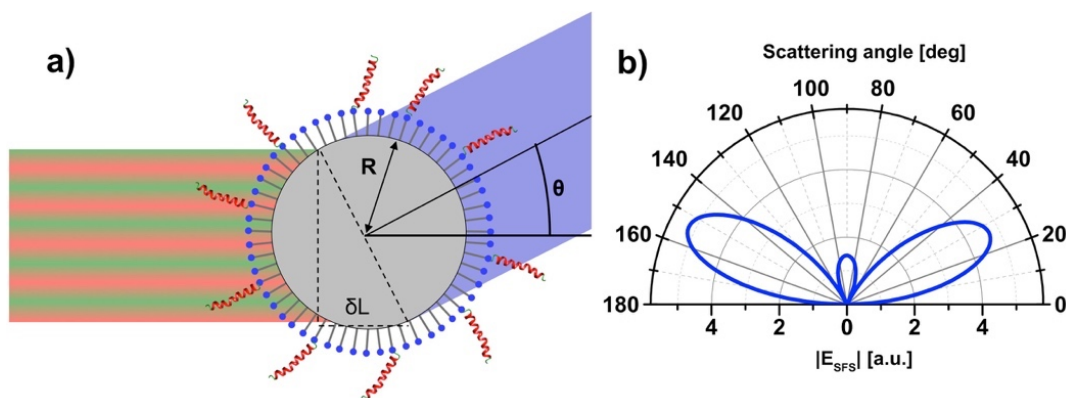 a)
R
θ
δL
b)
Scattering angle [deg]
100 80
120 60
140 40
160 20
180 0
4 2 0 2 4
|E_SFS| [a.u.]